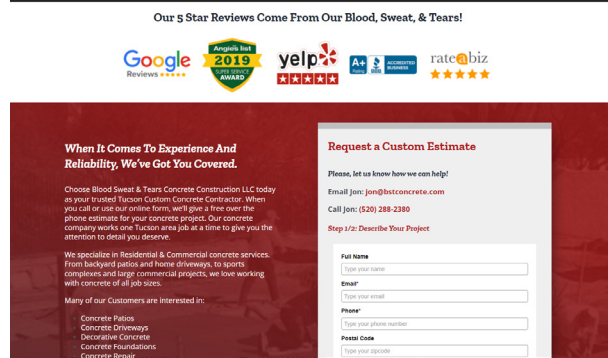 Our 5 Star Reviews Come From Our Blood, Sweat, & Tears!
Google
Reviews
Angie's list
2019
SUPER SERVICE
AWARD
yelp
A+
Rating
BBB
ACCREDITED
BUSINESS
rateabiz
When It Comes To Experience And
Reliability, We've Got You Covered.
Choose Blood Sweat & Tears Concrete Construction LLC today
as your trusted Tucson Custom Concrete Contractor. When
you call or use our online form, we'll give a free over the
phone estimate for your concrete project. Our concrete
company works one Tucson area job at a time to give you the
attention to detail you deserve.
We specialize in Residential & Commercial concrete services.
From backyard patios and home driveways, to sports
complexes and large commercial projects, we love working
with concrete of all job sizes.
Many of our Customers are interested in:
Concrete Patios
Concrete Driveways
Decorative Concrete
Concrete Foundations
Concrete Repair
Request a Custom Estimate
Please, let us know how we can help!
Email Jon: jon@bstconcrete.com
Call Jon: (520) 288-2380
Step 1/2: Describe Your Project
Full Name
Type your name
Email*
Type your email
Phone*
Type your phone number
Postal Code
Type your zipcode